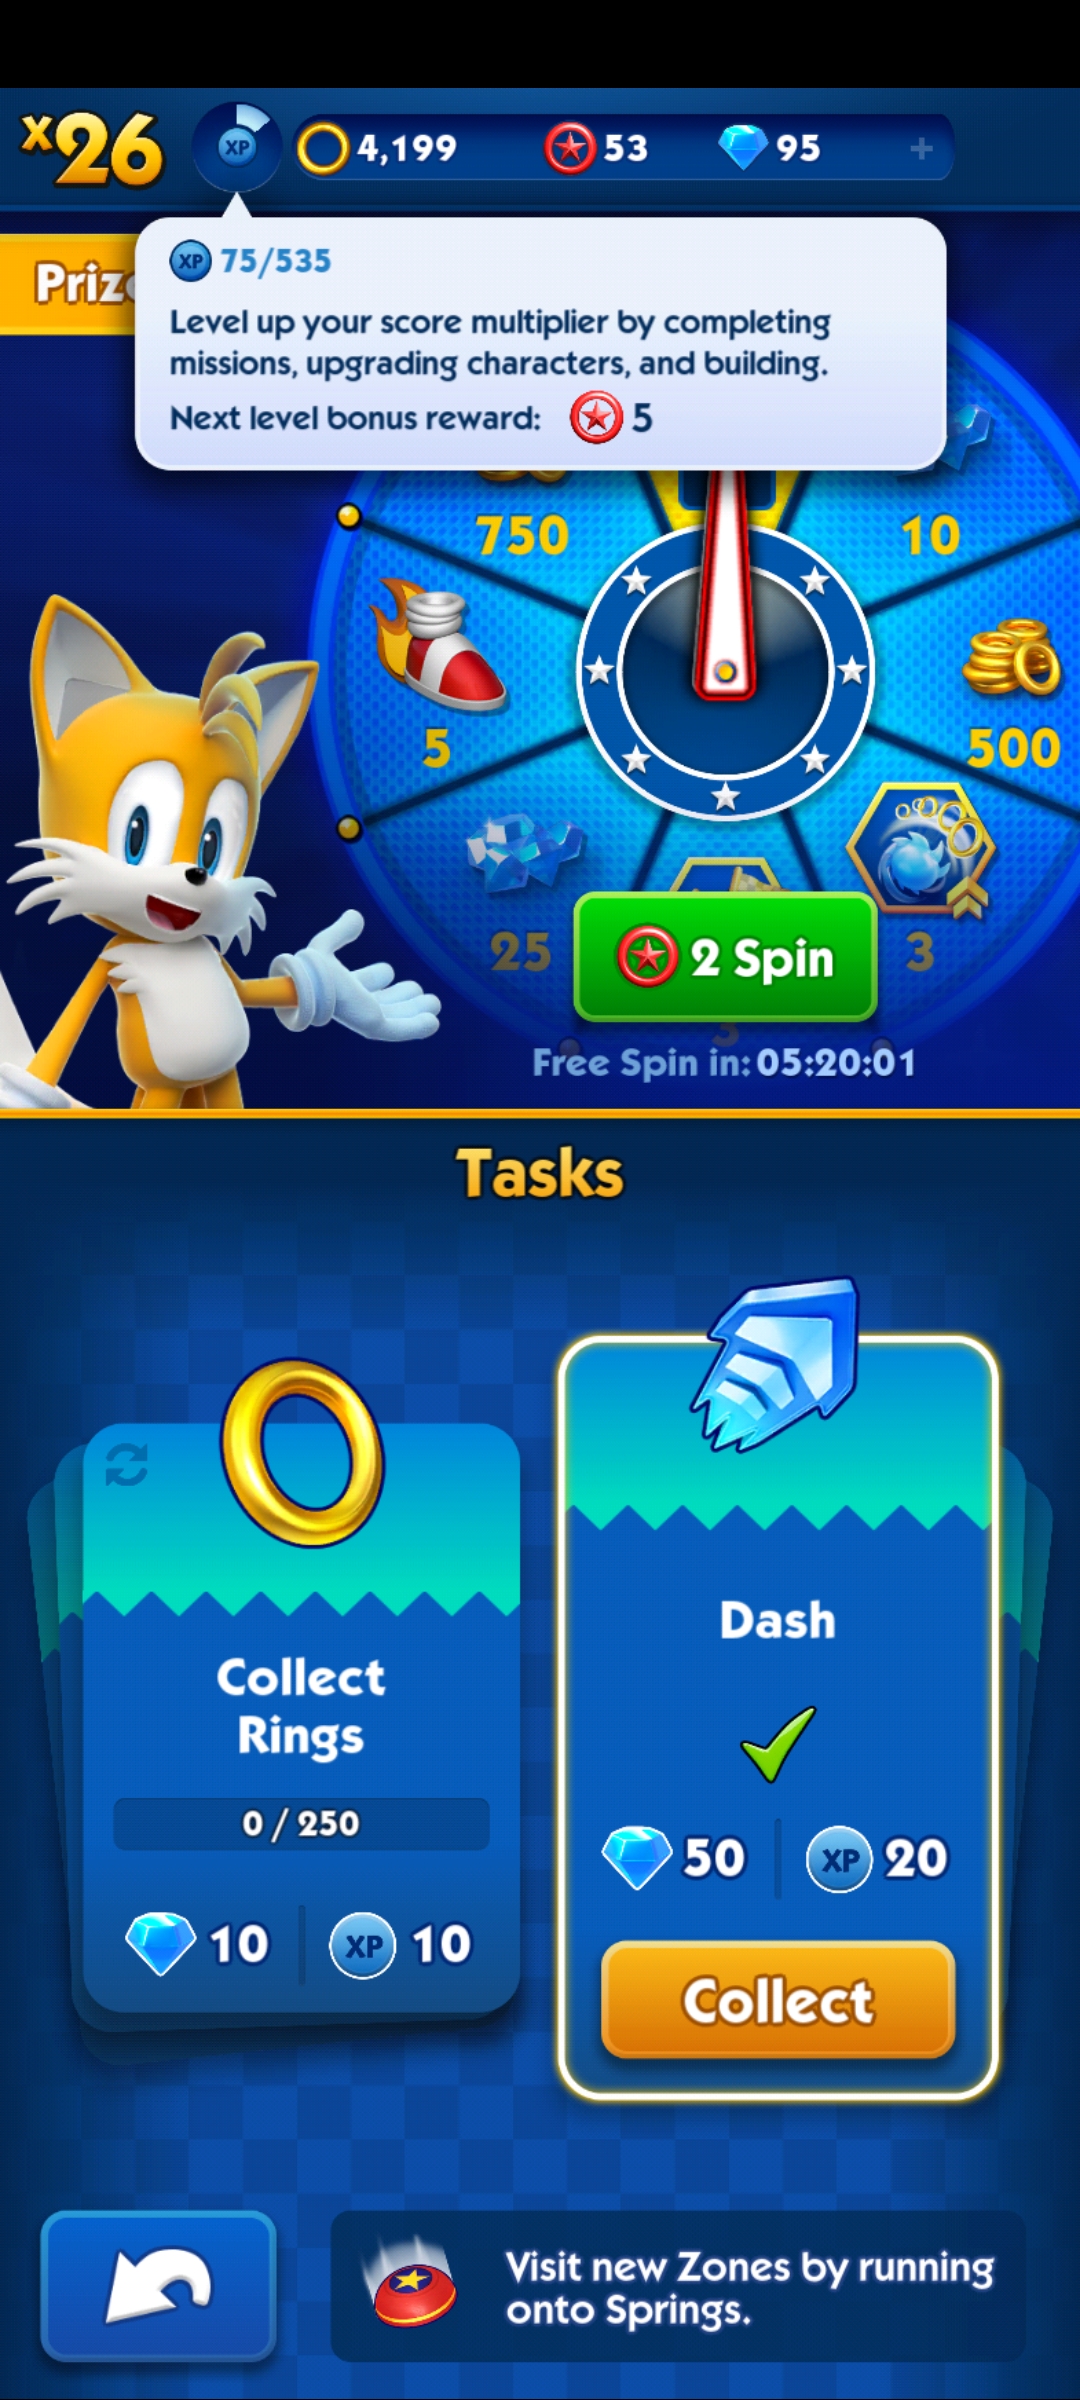 x26
XP
4,199
53
95
+
XP 75/535
Level up your score multiplier by completing
missions, upgrading characters, and building.
Next level bonus reward: 5
750
10
5
500
25
2 Spin
3
3
Free Spin in: 05:20:01
Tasks
Collect
Rings
0 / 250
10
XP 10
Dash
50
XP 20
Collect
Visit new Zones by running
onto Springs.